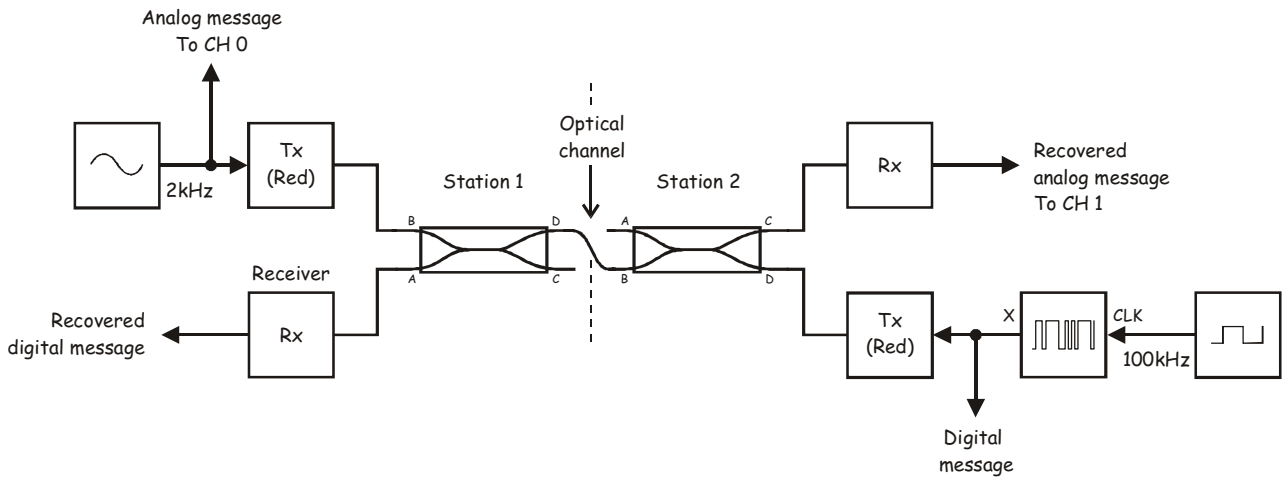 Analog message
To CH 0
Optical
channel
Tx
(Red)
2kHz
Station 1
Station 2
Rx
Recovered
analog message
To CH 1
B
D
A
C
A
C
B
D
Receiver
Rx
Recovered
digital message
Tx
(Red)
X
CLK
100kHz
Digital
message